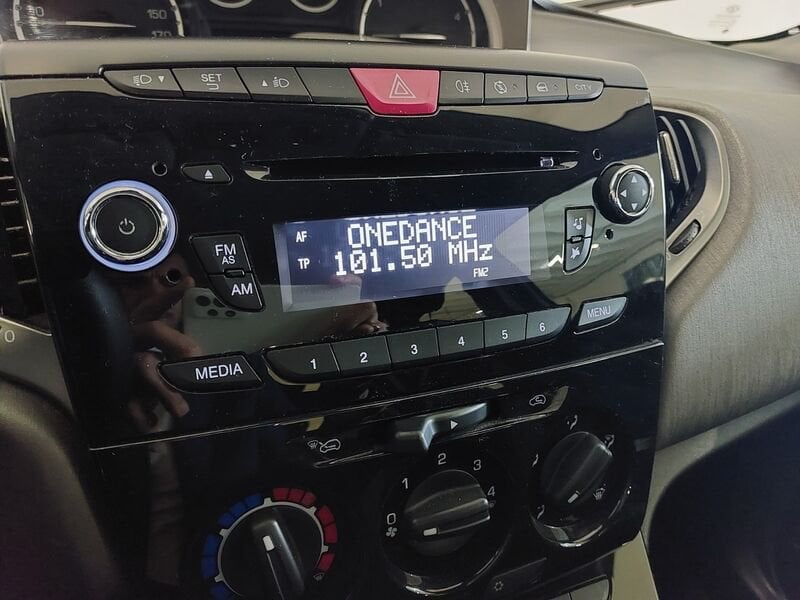 150
170
SET
CITY
AF ONEDANCE
TP 101.50 MHz
FM2
FM
AS
AM
MEDIA
1 2 3 4 5 6
MENU
0 1 2 3 4